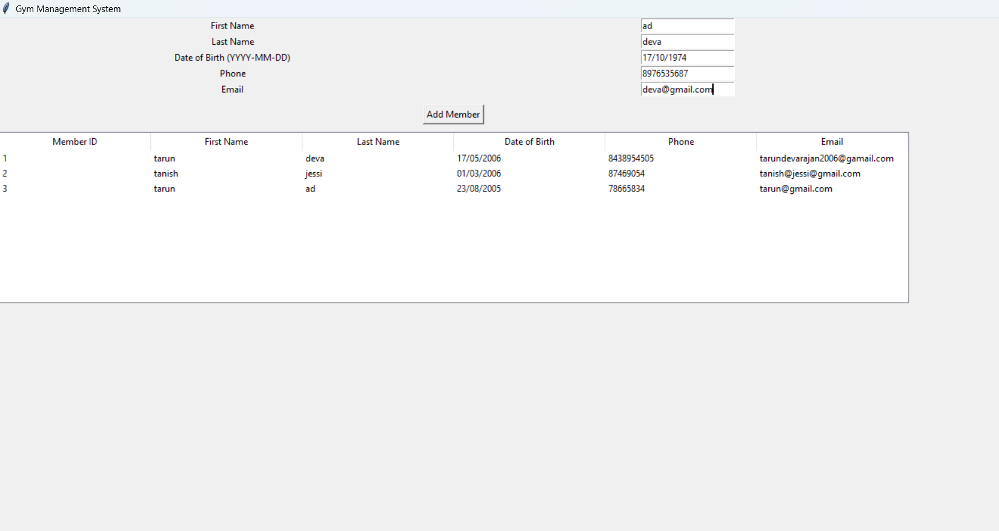 Gym Management System
First Name ad
Last Name deva
Date of Birth (YYYY-MM-DD) 17/10/1974
Phone 8976535687
Email deva@gmail.com
Add Member
Member ID First Name Last Name Date of Birth Phone Email
1 tarun deva 17/05/2006 8438954505 tarundevarajan2006@gamail.com
2 tanish jessi 01/03/2006 87469054 tanish@jessi@gmail.com
3 tarun ad 23/08/2005 78665834 tarun@gmail.com